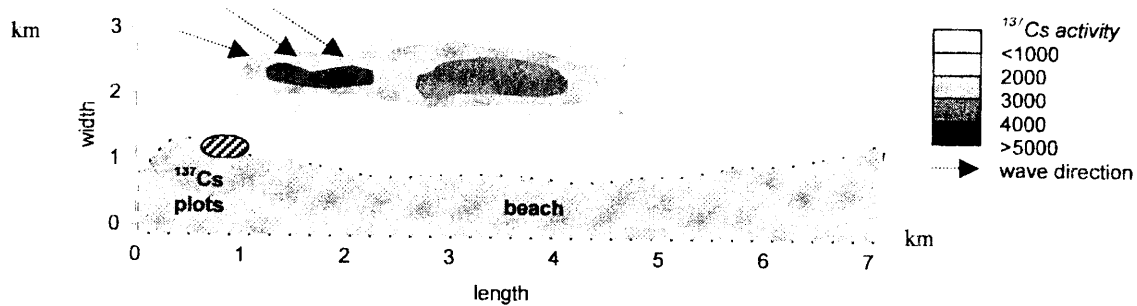 km
3
2
1
0
width
¹³⁷Cs
plots
beach
0 1 2 3 4 5 6 7
km
length
¹³⁷Cs activity
<1000
2000
3000
4000
>5000
wave direction